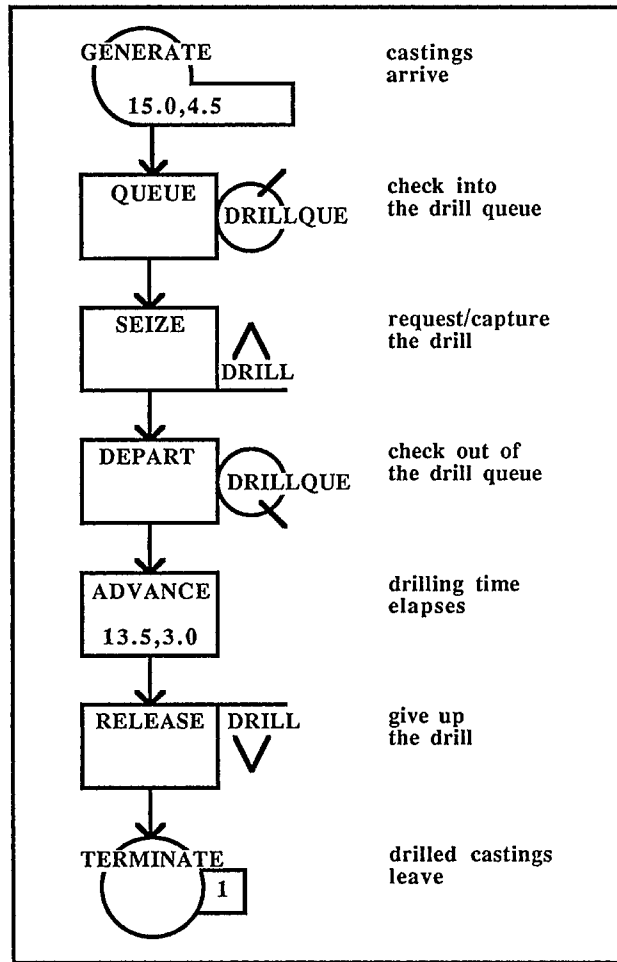 GENERATE
castings
arrive
15.0,4.5
QUEUE
DRILLQUE
check into
the drill queue
SEIZE
DRILL
request/capture
the drill
DEPART
DRILLQUE
check out of
the drill queue
ADVANCE
13.5,3.0
drilling time
elapses
RELEASE
DRILL
give up
the drill
TERMINATE
1
drilled castings
leave